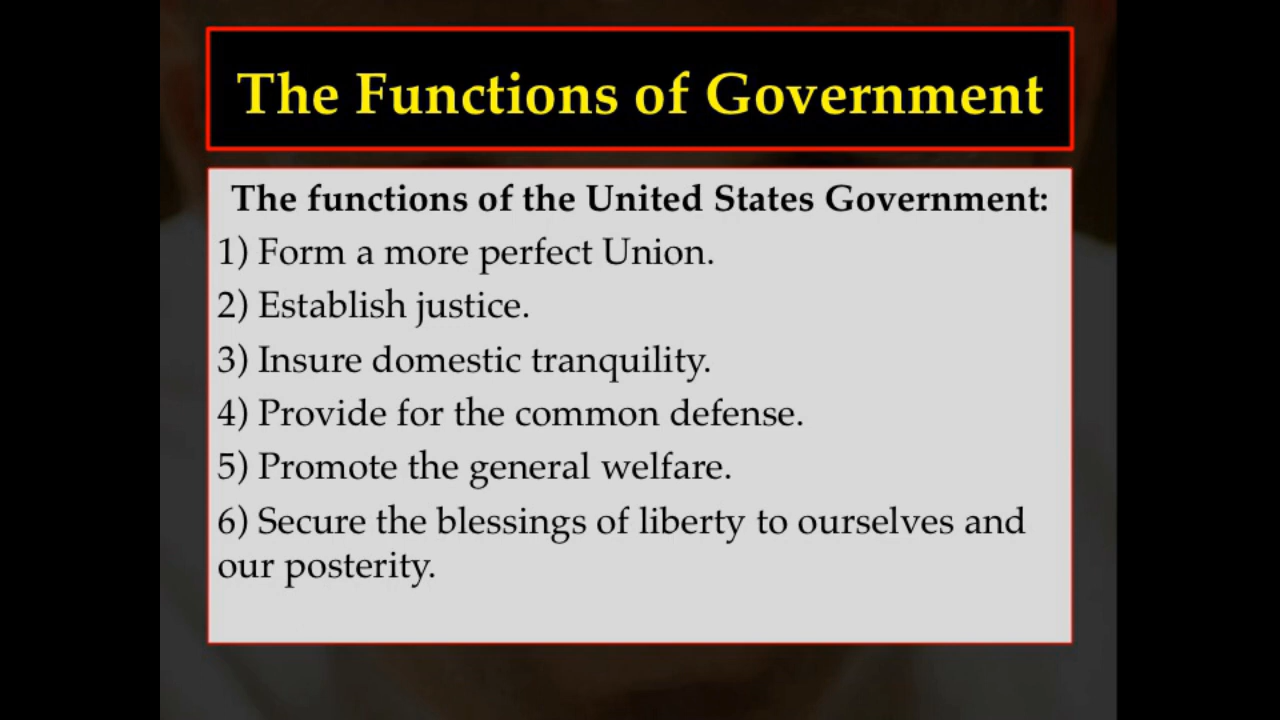 The Functions of Government
The functions of the United States Government:
1) Form a more perfect Union.
2) Establish justice.
3) Insure domestic tranquility.
4) Provide for the common defense.
5) Promote the general welfare.
6) Secure the blessings of liberty to ourselves and
our posterity.